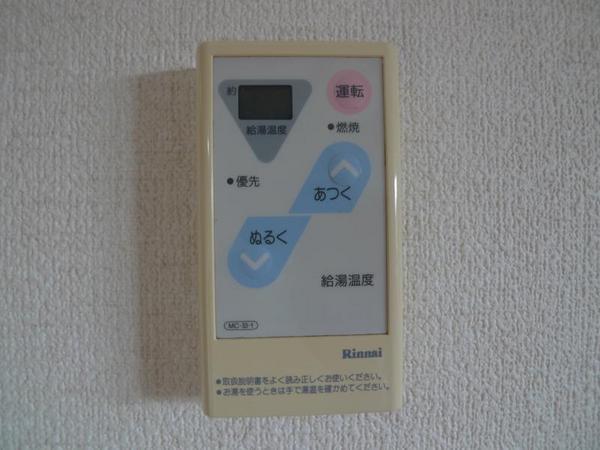 約
運転
給湯温度
燃焼
優先
あつく
ぬるく
給湯温度
Rinnai
●取扱説明書をよく読み正しくお使いください。
●お湯を使うときは手で湯温を確かめてください。